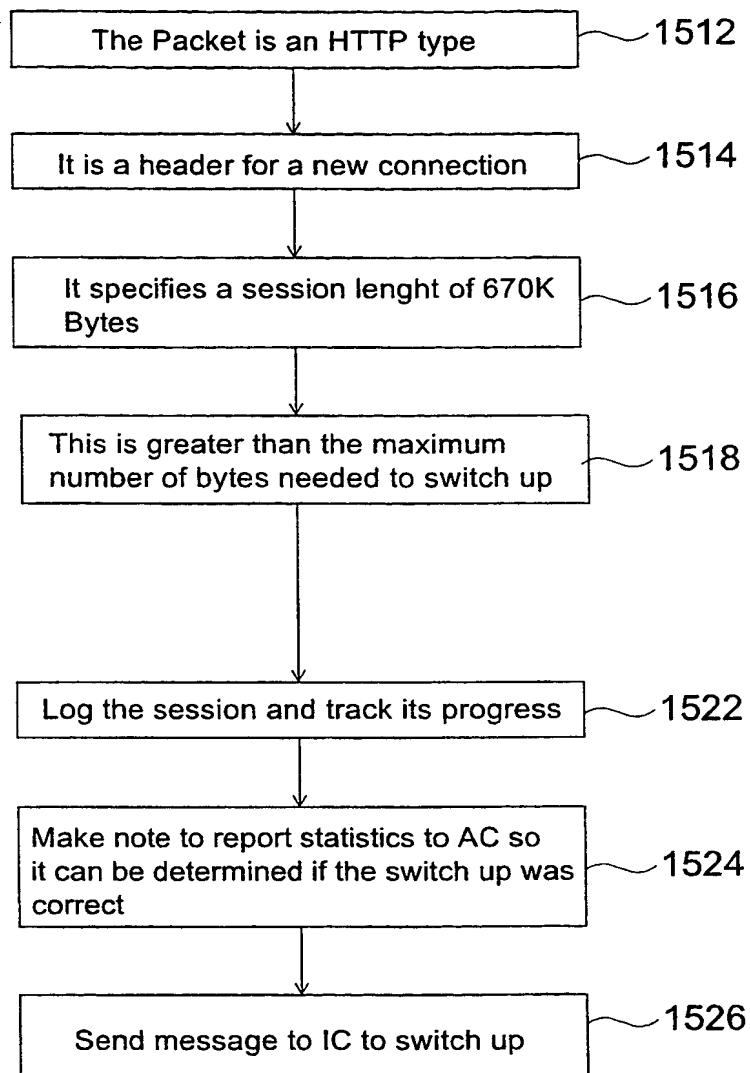 The Packet is an HTTP type
1512
It is a header for a new connection
1514
It specifies a session lenght of 670K
Bytes
1516
This is greater than the maximum
number of bytes needed to switch up
1518
Log the session and track its progress
1522
Make note to report statistics to AC so
it can be determined if the switch up was
correct
1524
Send message to IC to switch up
1526